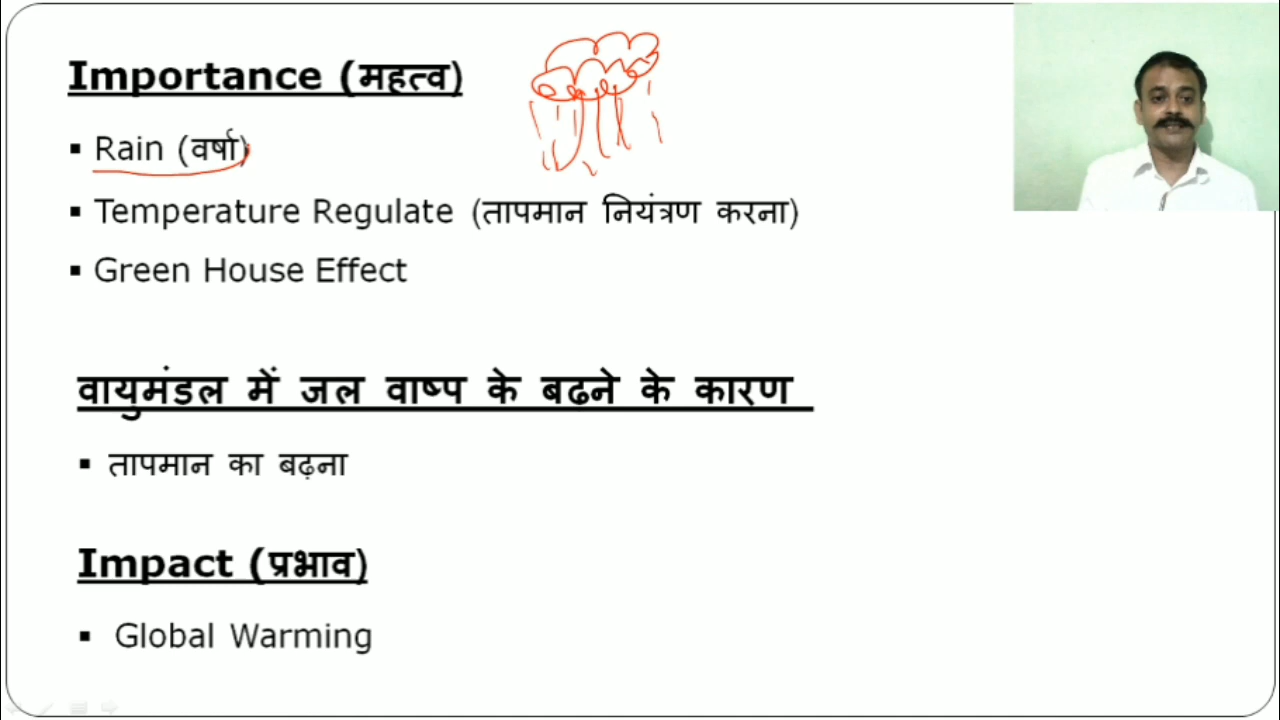 Importance (महत्व)
▪ Rain (वर्षा)
▪ Temperature Regulate (तापमान नियंत्रण करना)
▪ Green House Effect
वायुमंडल में जल वाष्प के बढने के कारण
▪ तापमान का बढ़ना
Impact (प्रभाव)
▪ Global Warming